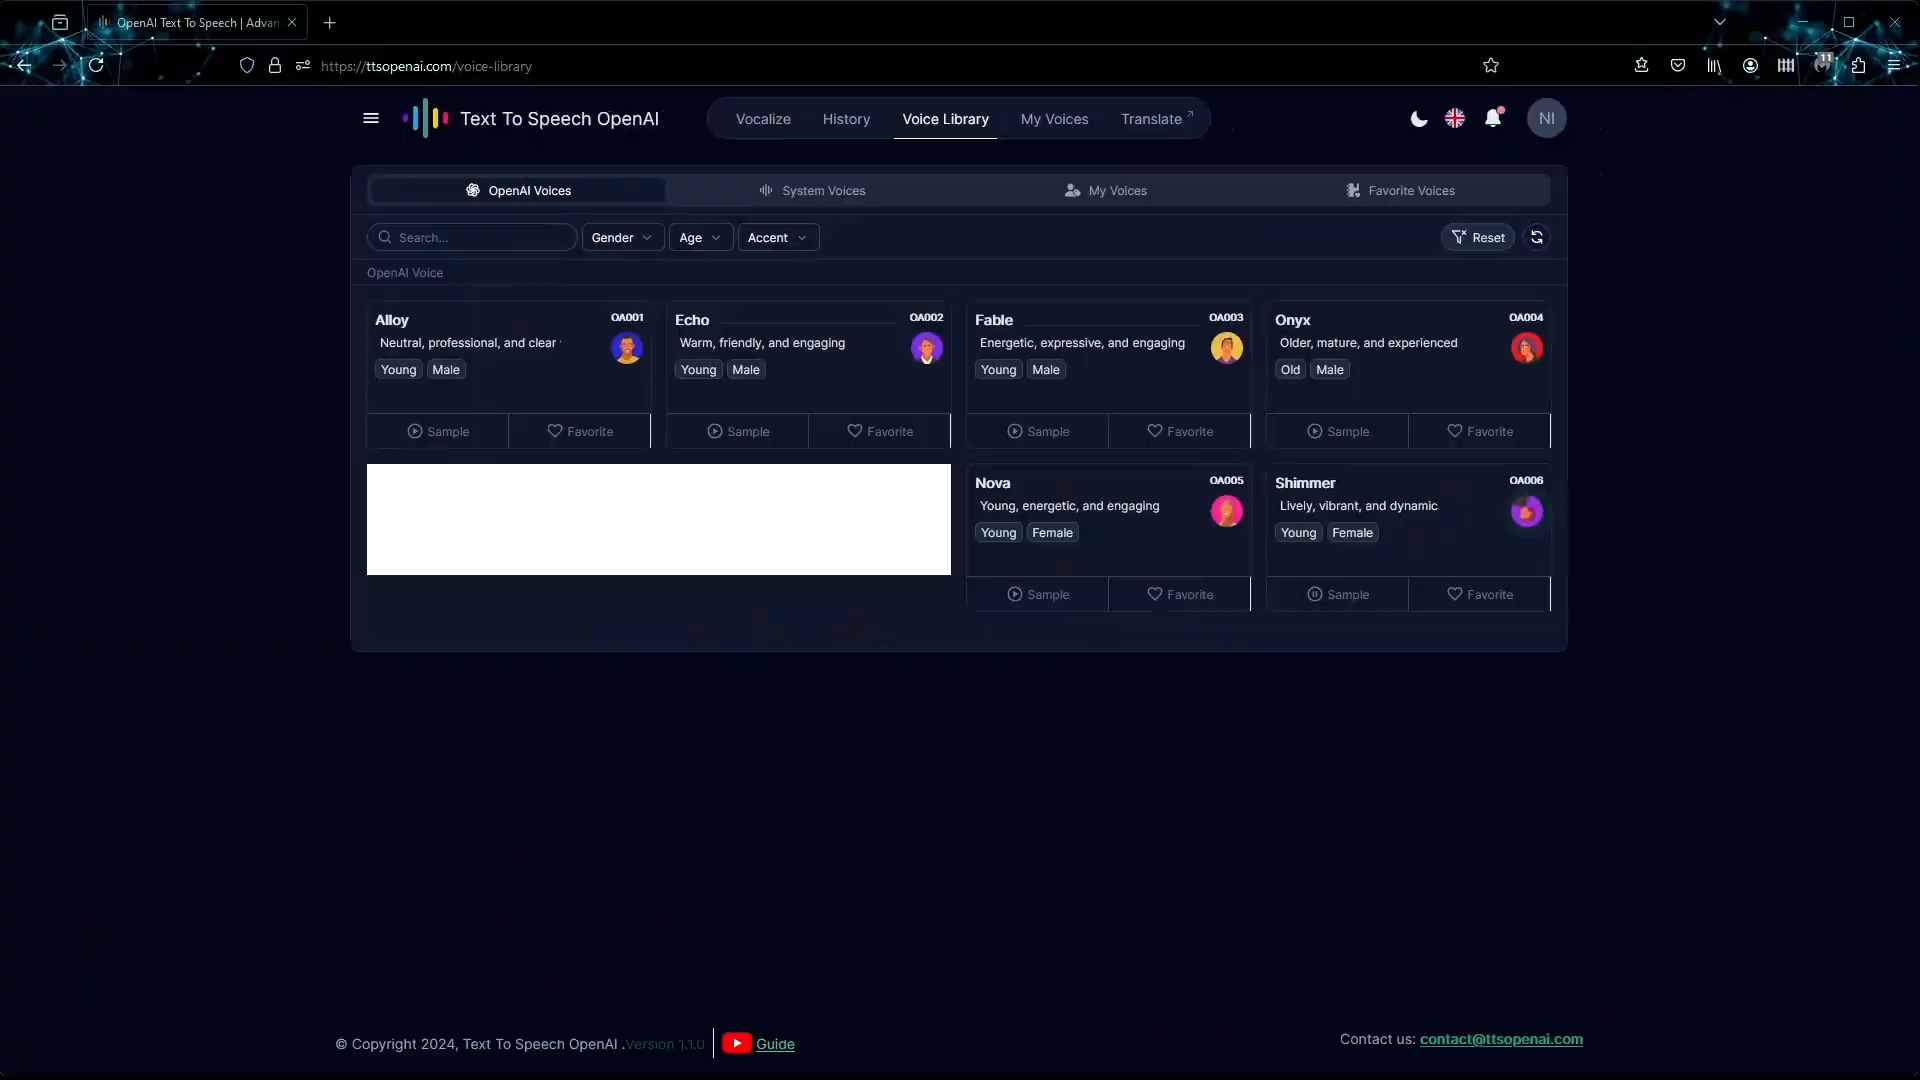 OpenAI Text To Speech | Advan
https://ttsopenai.com/voice-library
11
Text To Speech OpenAI
Vocalize
History
Voice Library
My Voices
Translate
NI
OpenAI Voices
System Voices
My Voices
Favorite Voices
Search...
Gender
Age
Accent
Reset
OpenAI Voice
Alloy
OA001
Neutral, professional, and clear
Young
Male
Sample
Favorite
Echo
OA002
Warm, friendly, and engaging
Young
Male
Sample
Favorite
Fable
OA003
Energetic, expressive, and engaging
Young
Male
Sample
Favorite
Onyx
OA004
Older, mature, and experienced
Old
Male
Sample
Favorite
Nova
OA005
Young, energetic, and engaging
Young
Female
Sample
Favorite
Shimmer
OA006
Lively, vibrant, and dynamic
Young
Female
Sample
Favorite
© Copyright 2024, Text To Speech OpenAI .Version 1.1.0
Guide
Contact us: contact@ttsopenai.com